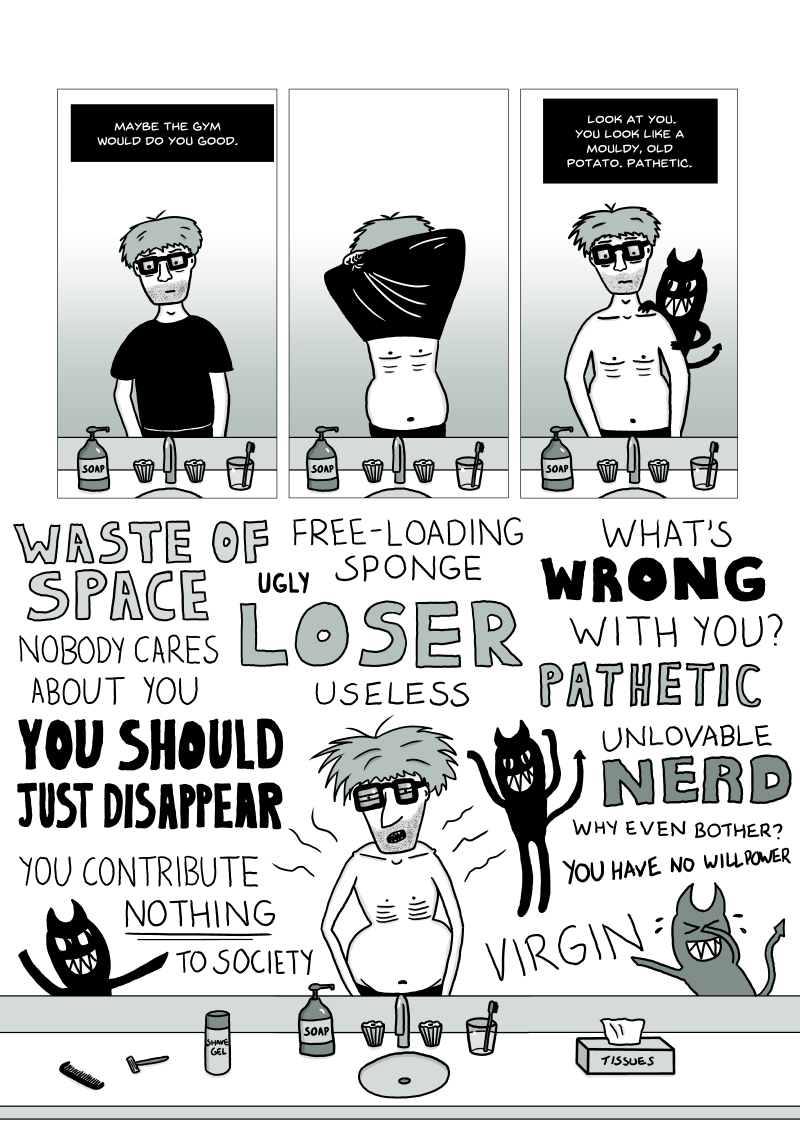 MAYBE THE GYM
WOULD DO YOU GOOD.
LOOK AT YOU.
YOU LOOK LIKE A
MOULDY, OLD
POTATO. PATHETIC.
SOAP
SOAP
SOAP
WASTE OF
SPACE
FREE-LOADING
SPONGE
WHAT'S
WRONG
WITH YOU?
UGLY
LOSER
NOBODY CARES
ABOUT YOU
USELESS
PATHETIC
YOU SHOULD
JUST DISAPPEAR
UNLOVABLE
NERD
WHY EVEN BOTHER?
YOU HAVE NO WILLPOWER
YOU CONTRIBUTE
NOTHING
TO SOCIETY
VIRGIN
SHAVE
GEL
SOAP
TISSUES